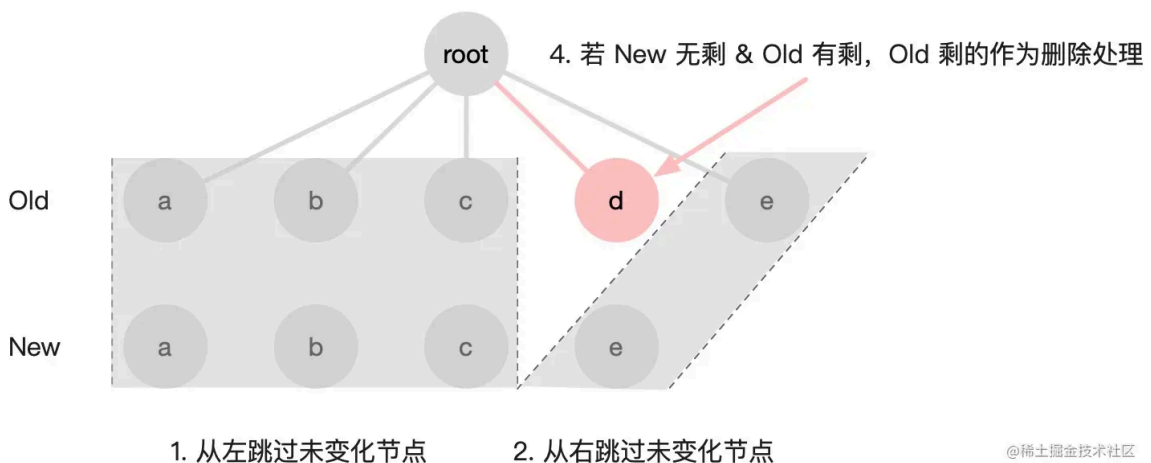 root
4. 若 New 无剩 & Old 有剩，Old 剩的作为删除处理
Old
a
b
c
d
e
New
a
b
c
e
1. 从左跳过未变化节点
2. 从右跳过未变化节点
@稀土掘金技术社区